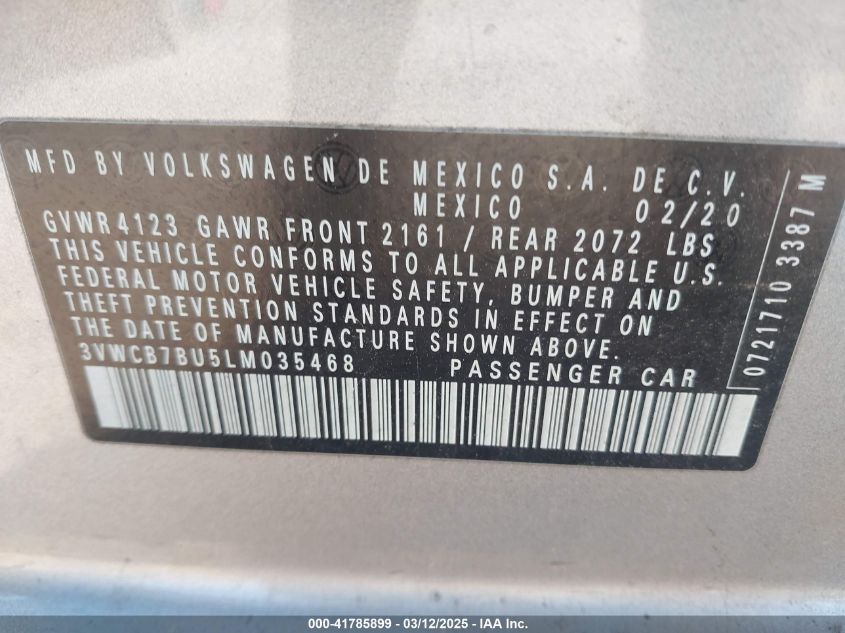 MFD BY VOLKSWAGEN DE MEXICO S.A. DE C.V.
MEXICO 02/20
GVWR 4123 GAWR FRONT 2161 / REAR 2072 LBS
THIS VEHICLE CONFORMS TO ALL APPLICABLE U.S.
FEDERAL MOTOR VEHICLE SAFETY, BUMPER AND
THEFT PREVENTION STANDARDS IN EFFECT ON
THE DATE OF MANUFACTURE SHOWN ABOVE.
3VWCB7BU5LM035468 PASSENGER CAR
0721710 3387 M
000-41785899 - 03/12/2025 - IAA Inc.